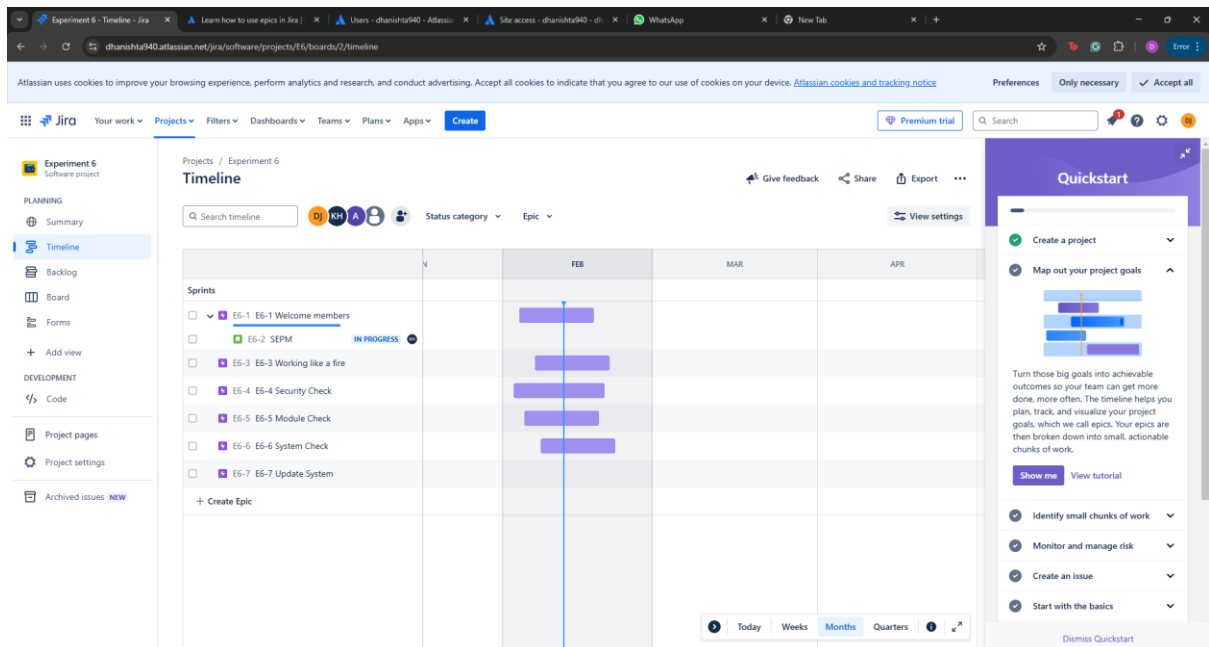 Experiment 6 - Timeline - Jira
Learn how to use epics in Jira |
Users - dhanishta940 - Atlassia
Site access - dhanishta940 - dh
WhatsApp
New Tab
dhanishta940.atlassian.net/jira/software/projects/E6/boards/2/timeline
D
Error
Atlassian uses cookies to improve your browsing experience, perform analytics and research, and conduct advertising. Accept all cookies to indicate that you agree to our use of cookies on your device. Atlassian cookies and tracking notice
Preferences
Only necessary
Accept all
Jira
Your work
Projects
Filters
Dashboards
Teams
Plans
Apps
Create
Premium trial
Search
1
DJ
Experiment 6
Software project
PLANNING
Summary
Timeline
Backlog
Board
Forms
Add view
DEVELOPMENT
Code
Project pages
Project settings
Archived issues NEW
Projects / Experiment 6
Timeline
Give feedback
Share
Export
Search timeline
DJ
KH
A
Status category
Epic
View settings
N
FEB
MAR
APR
Sprints
E6-1 E6-1 Welcome members
E6-2 SEPM IN PROGRESS
E6-3 E6-3 Working like a fire
E6-4 E6-4 Security Check
E6-5 E6-5 Module Check
E6-6 E6-6 System Check
E6-7 E6-7 Update System
+ Create Epic
Today
Weeks
Months
Quarters
Quickstart
Create a project
Map out your project goals
Turn those big goals into achievable
outcomes so your team can get more
done, more often. The timeline helps you
plan, track, and visualize your project
goals, which we call epics. Your epics are
then broken down into small, actionable
chunks of work.
Show me
View tutorial
Identify small chunks of work
Monitor and manage risk
Create an issue
Start with the basics
Dismiss Quickstart